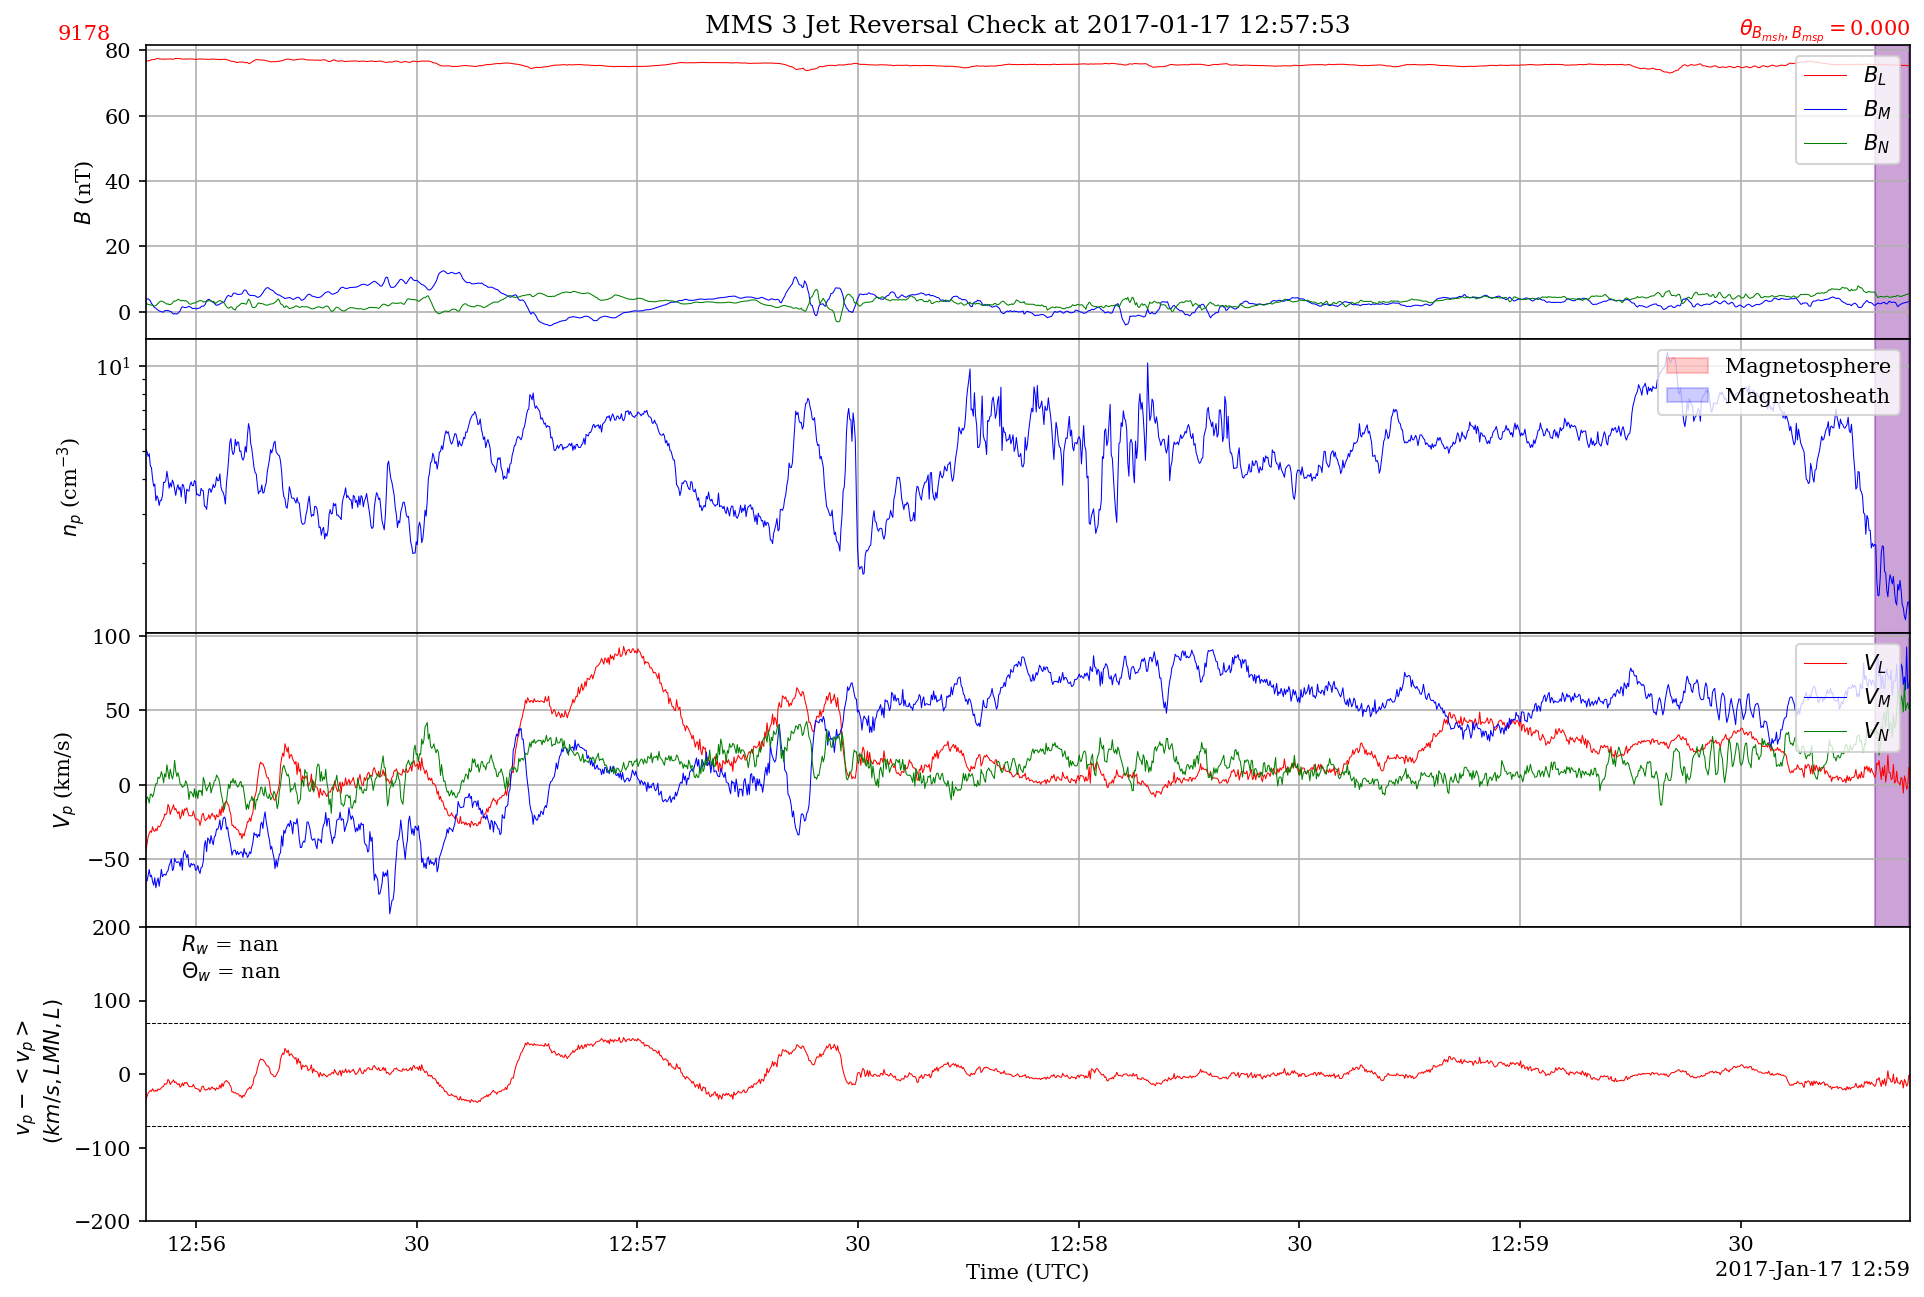 9178
MMS 3 Jet Reversal Check at 2017-01-17 12:57:53
θ_{B_{msh}, B_{msp}} = 0.000
80
60
40
20
0
B (nT)
B_L
B_M
B_N
10^1
n_p (cm^{-3})
Magnetosphere
Magnetosheath
100
50
0
−50
V_p (km/s)
V_L
V_M
V_N
200
100
0
−100
−200
v_p − < v_p >
(km/s, LMN, L)
R_w = nan
Θ_w = nan
12:56
30
12:57
30
12:58
30
12:59
30
Time (UTC)
2017-Jan-17 12:59